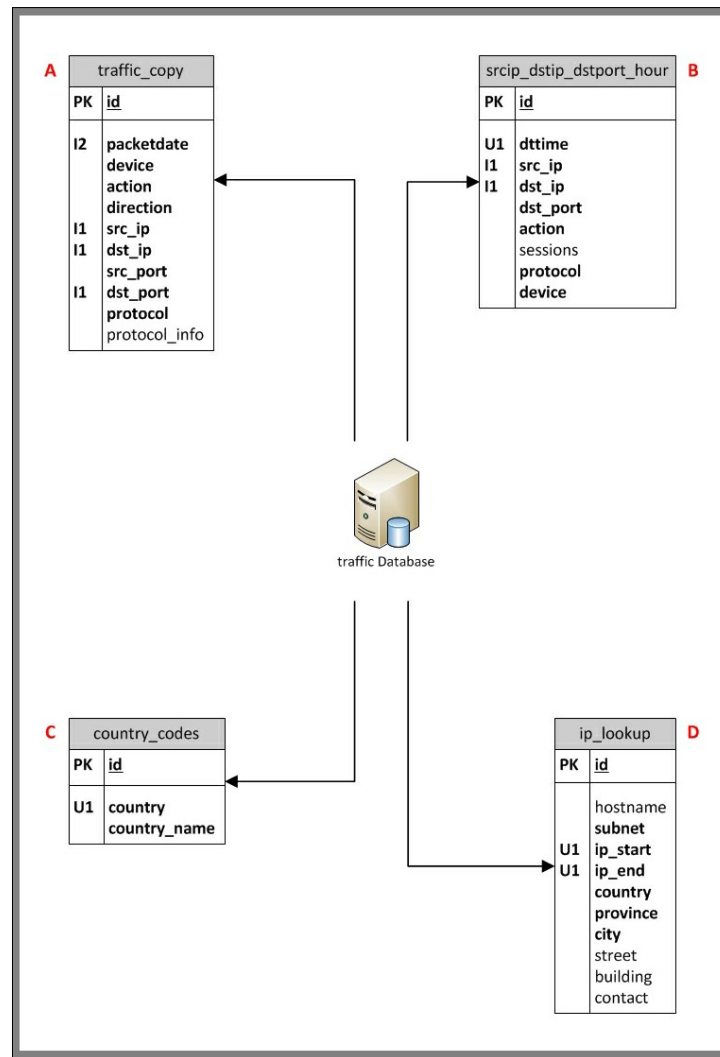 A
traffic_copy
PK id
I2 packetdate
device
action
direction
I1 src_ip
I1 dst_ip
src_port
I1 dst_port
protocol
protocol_info
srcip_dstip_dstport_hour
B
PK id
U1 dttime
I1 src_ip
I1 dst_ip
dst_port
action
sessions
protocol
device
traffic Database
C
country_codes
PK id
U1 country
country_name
ip_lookup
D
PK id
hostname
subnet
U1 ip_start
U1 ip_end
country
province
city
street
building
contact